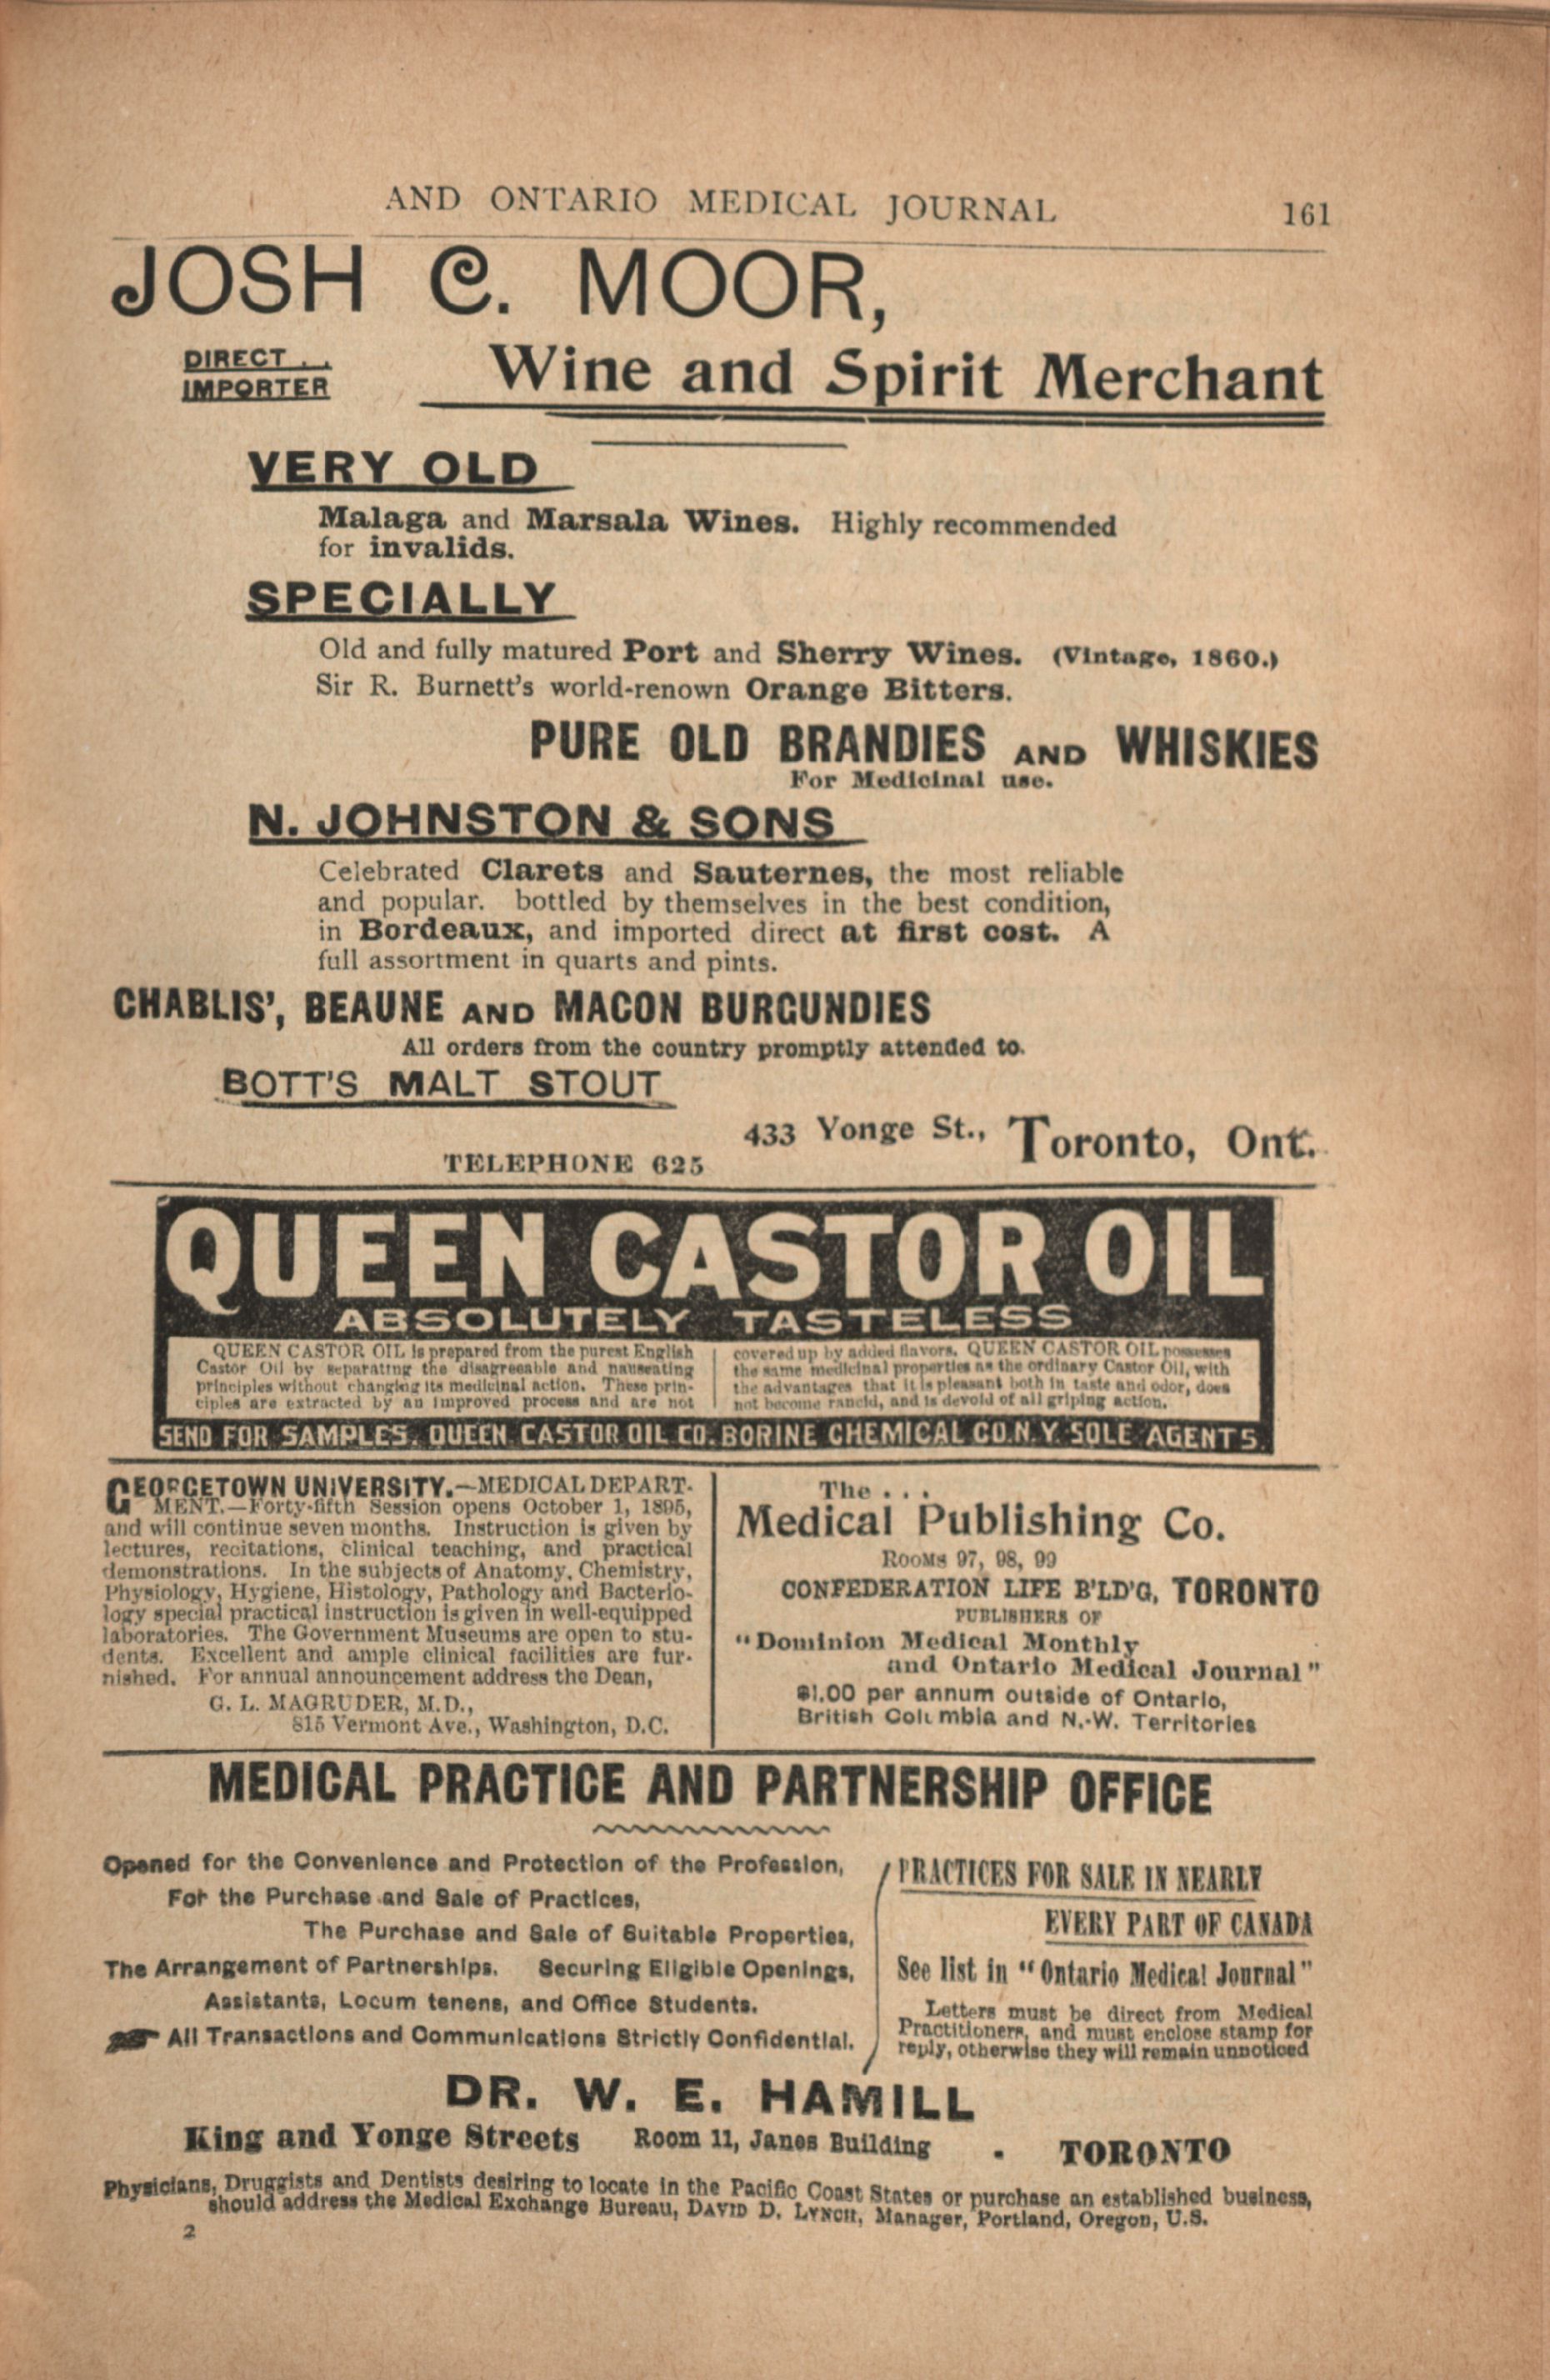 AND ONTARIO MEDICAL JOURNAL 161
JOSH C. MOOR,
DIRECT . .
IMPORTER
Wine and Spirit Merchant
VERY OLD
Malaga and Marsala Wines. Highly recommended
for invalids.
SPECIALLY
Old and fully matured Port and Sherry Wines. (Vintage, 1860.)
Sir R. Burnett's world-renown Orange Bitters.
PURE OLD BRANDIES AND WHISKIES
For Medicinal use.
N. JOHNSTON & SONS
Celebrated Clarets and Sauternes, the most reliable
and popular. bottled by themselves in the best condition,
in Bordeaux, and imported direct at first cost. A
full assortment in quarts and pints.
CHABLIS', BEAUNE AND MACON BURGUNDIES
All orders from the country promptly attended to.
BOTT'S MALT STOUT
433 Yonge St., Toronto, Ont.
TELEPHONE 625
QUEEN CASTOR OIL
ABSOLUTELY TASTELESS
QUEEN CASTOR OIL is prepared from the purest English
Castor Oil by separating the disagreeable and nauseating
principles without changing its medicinal action. These prin-
ciples are extracted by an improved process and are not
covered up by added flavors. QUEEN CASTOR OIL possesses
the same medicinal properties as the ordinary Castor Oil, with
the advantages that it is pleasant both in taste and odor, does
not become rancid, and is devoid of all griping action.
SEND FOR SAMPLES. QUEEN CASTOR OIL CO. BORINE CHEMICAL CO. N.Y. SOLE AGENTS.
GEORGETOWN UNIVERSITY.—MEDICAL DEPART-
MENT.—Forty-fifth Session opens October 1, 1895,
and will continue seven months. Instruction is given by
lectures, recitations, clinical teaching, and practical
demonstrations. In the subjects of Anatomy, Chemistry,
Physiology, Hygiene, Histology, Pathology and Bacterio-
logy special practical instruction is given in well-equipped
laboratories. The Government Museums are open to stu-
dents. Excellent and ample clinical facilities are fur-
nished. For annual announcement address the Dean,
G. L. MAGRUDER, M.D.,
815 Vermont Ave., Washington, D.C.
The . . .
Medical Publishing Co.
ROOMS 97, 98, 99
CONFEDERATION LIFE B'LD'G, TORONTO
PUBLISHERS OF
"Dominion Medical Monthly
and Ontario Medical Journal"
$1.00 per annum outside of Ontario,
British Columbia and N.-W. Territories
MEDICAL PRACTICE AND PARTNERSHIP OFFICE
Opened for the Convenience and Protection of the Profession,
For the Purchase and Sale of Practices,
The Purchase and Sale of Suitable Properties,
The Arrangement of Partnerships. Securing Eligible Openings,
Assistants, Locum tenens, and Office Students.
All Transactions and Communications Strictly Confidential.
PRACTICES FOR SALE IN NEARLY
EVERY PART OF CANADA
See list in "Ontario Medical Journal"
Letters must be direct from Medical
Practitioners, and must enclose stamp for
reply, otherwise they will remain unnoticed
DR. W. E. HAMILL
King and Yonge Streets Room 11, Janes Building - TORONTO
Physicians, Druggists and Dentists desiring to locate in the Pacific Coast States or purchase an established business,
should address the Medical Exchange Bureau, DAVID D. LYNCH, Manager, Portland, Oregon, U.S.
2